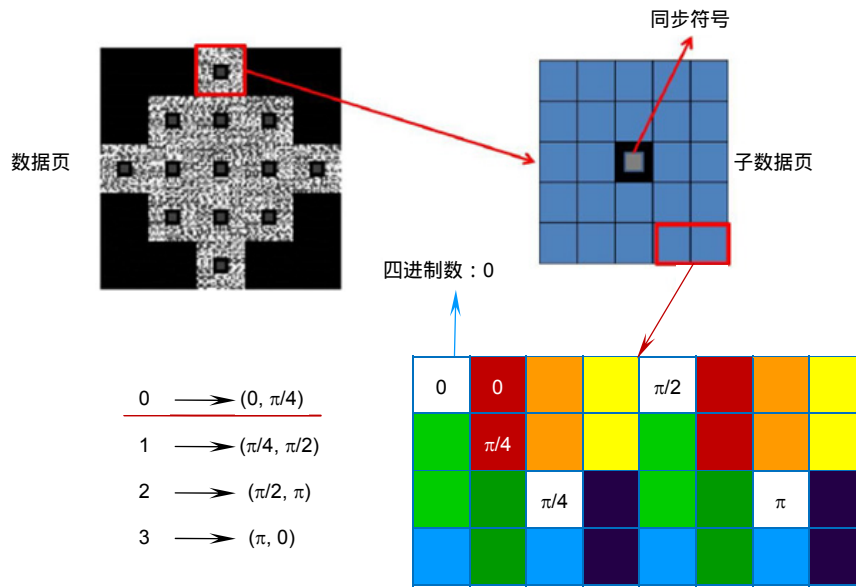 同步符号
数据页
子数据页
四进制数：0
0 (0, π/4)
1 (π/4, π/2)
2 (π/2, π)
3 (π, 0)
0 0 π/2
π/4
π/4 π